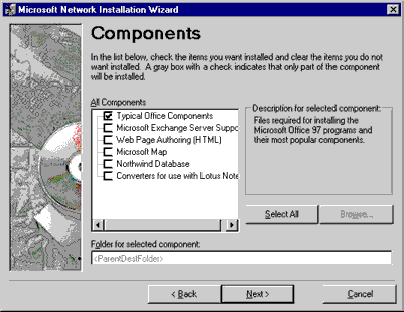 Microsoft Network Installation Wizard
Components
In the list below, check the items you want installed and clear the items you do not
want installed. A gray box with a check indicates that only part of the component
will be installed.
All Components
Typical Office Components
Microsoft Exchange Server Suppo
Web Page Authoring (HTML)
Microsoft Map
Northwind Database
Converters for use with Lotus Note
Description for selected component:
Files required for installing the
Microsoft Office 97 programs and
their most popular components.
Select All
Browse...
Folder for selected component:
<ParentDestFolder>
< Back
Next >
Cancel